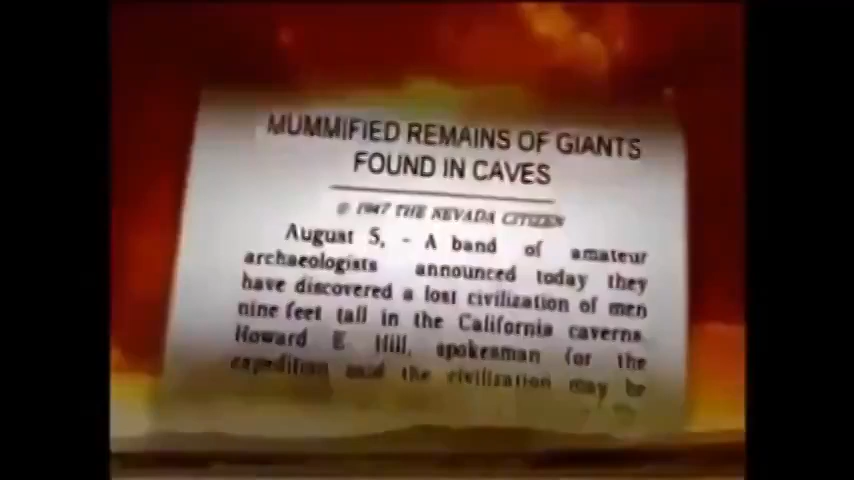 MUMMIFIED REMAINS OF GIANTS
FOUND IN CAVES
© 1947 THE NEVADA CITIZEN
August 5, - A band of amateur
archaeologists announced today they
have discovered a lost civilization of men
nine feet tall in the California caverns.
Howard E. Hill, spokesman for the
expedition said the civilization may be